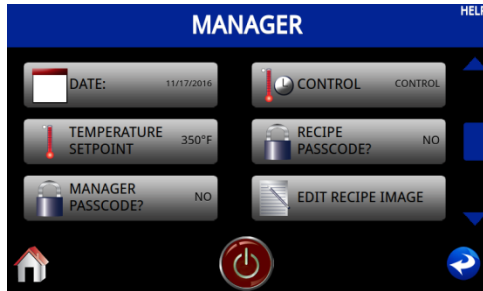 MANAGER
HELP
DATE: 11/17/2016
CONTROL CONTROL
TEMPERATURE
SETPOINT 350°F
RECIPE
PASSCODE? NO
MANAGER
PASSCODE? NO
EDIT RECIPE IMAGE